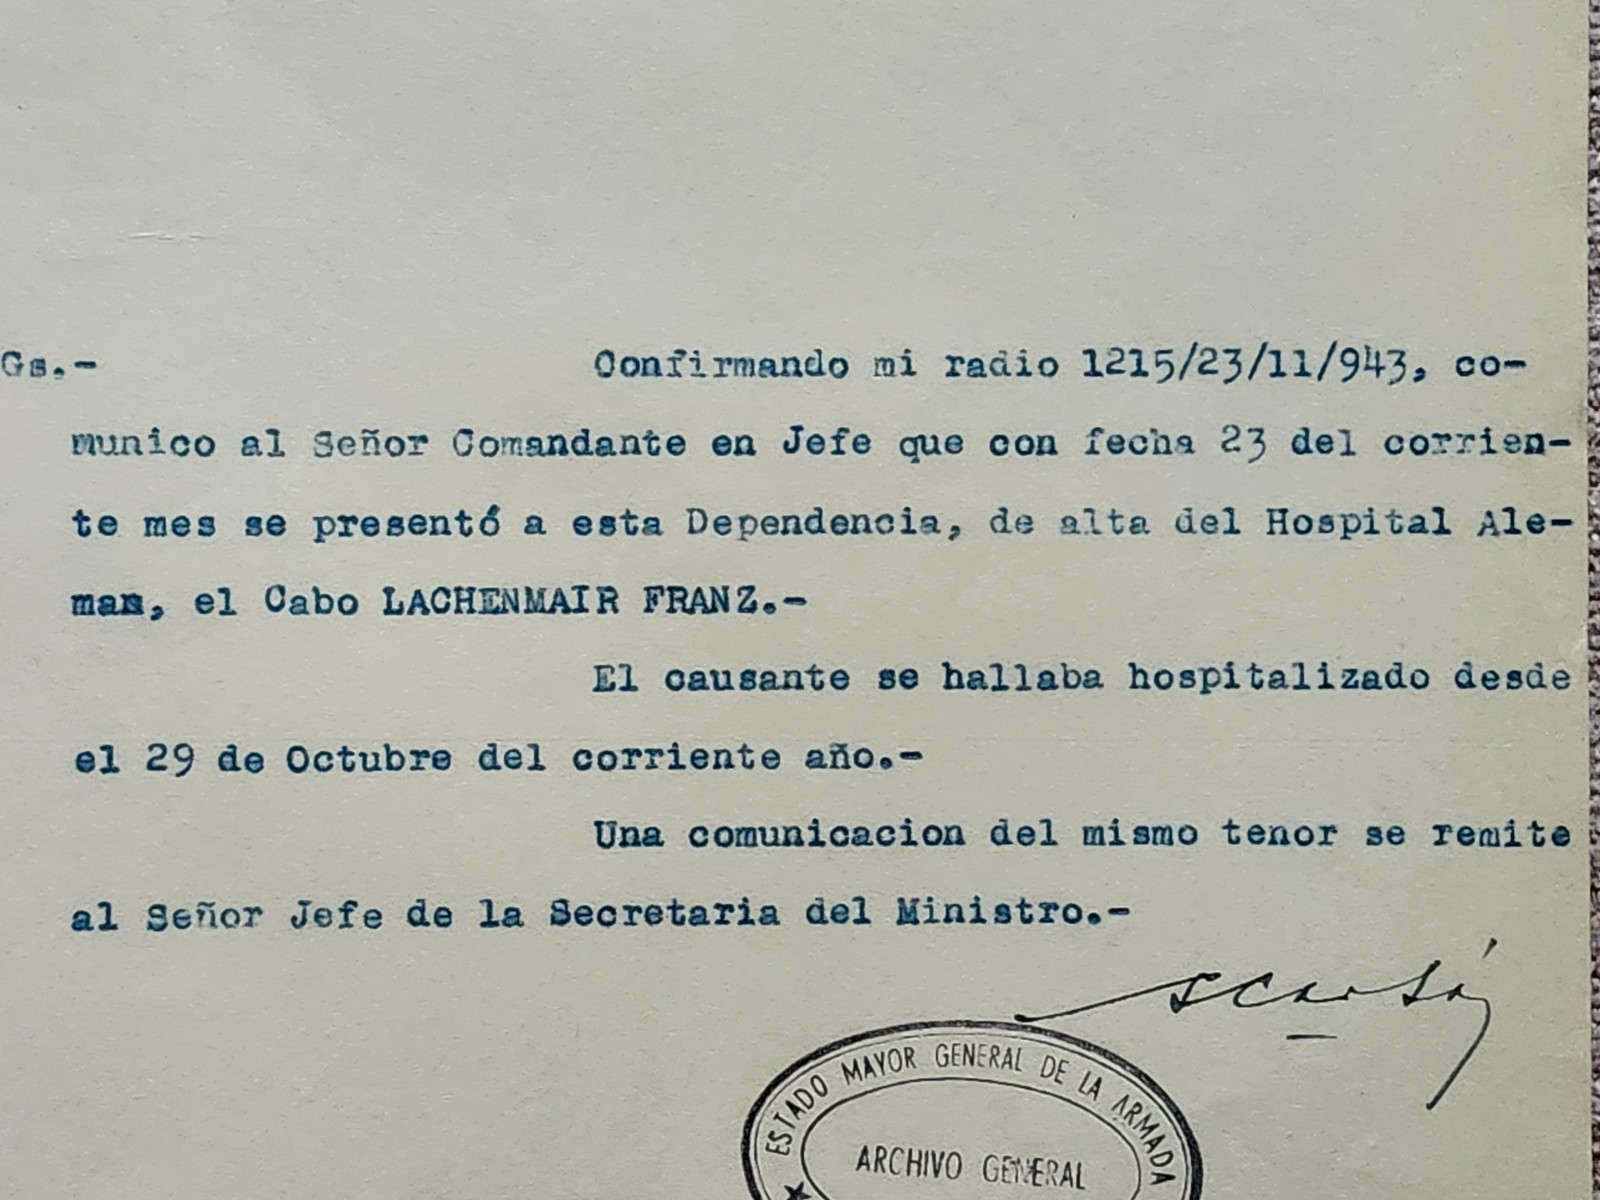 Gs.- Confirmando mi radio 1215/23/11/943, co-
munico al Señor Comandante en Jefe que con fecha 23 del corrien-
te mes se presentó a esta Dependencia, de alta del Hospital Ale-
man, el Cabo LACHENMAIR FRANZ.-
El causante se hallaba hospitalizado desde
el 29 de Octubre del corriente año.-
Una comunicacion del mismo tenor se remite
al Señor Jefe de la Secretaria del Ministro.-
ESTADO MAYOR GENERAL DE LA ARMADA
ARCHIVO GENERAL